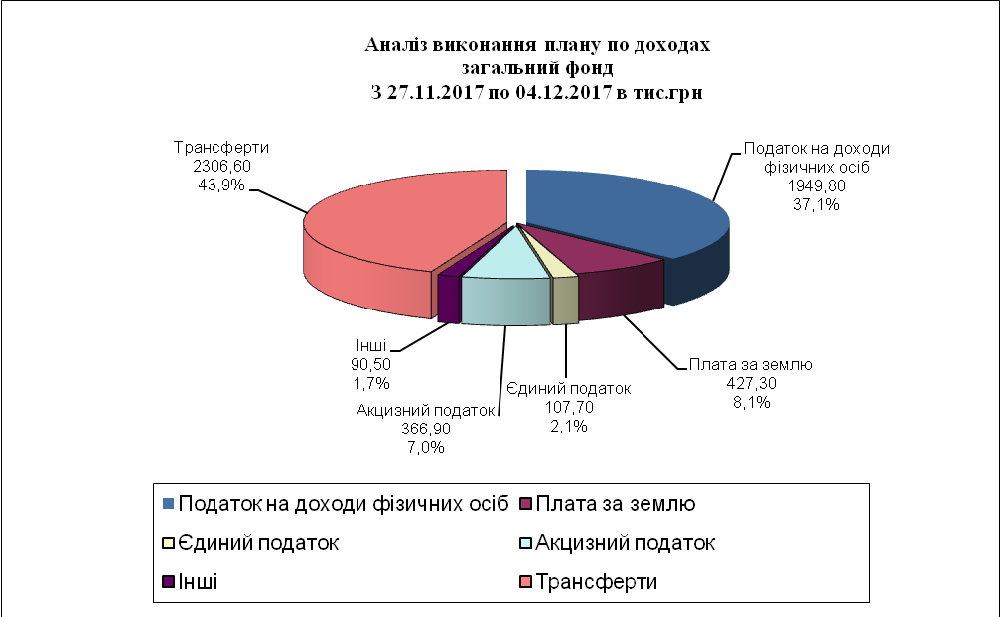 Аналіз виконання плану по доходах
загальний фонд
З 27.11.2017 по 04.12.2017 в тис.грн
Трансферти
2306,60
43,9%
Податок на доходи
фізичних осіб
1949,80
37,1%
Інші
90,50
1,7%
Акцизний податок
366,90
7,0%
Єдиний податок
107,70
2,1%
Плата за землю
427,30
8,1%
Податок на доходи фізичних осіб
Плата за землю
Єдиний податок
Акцизний податок
Інші
Трансферти